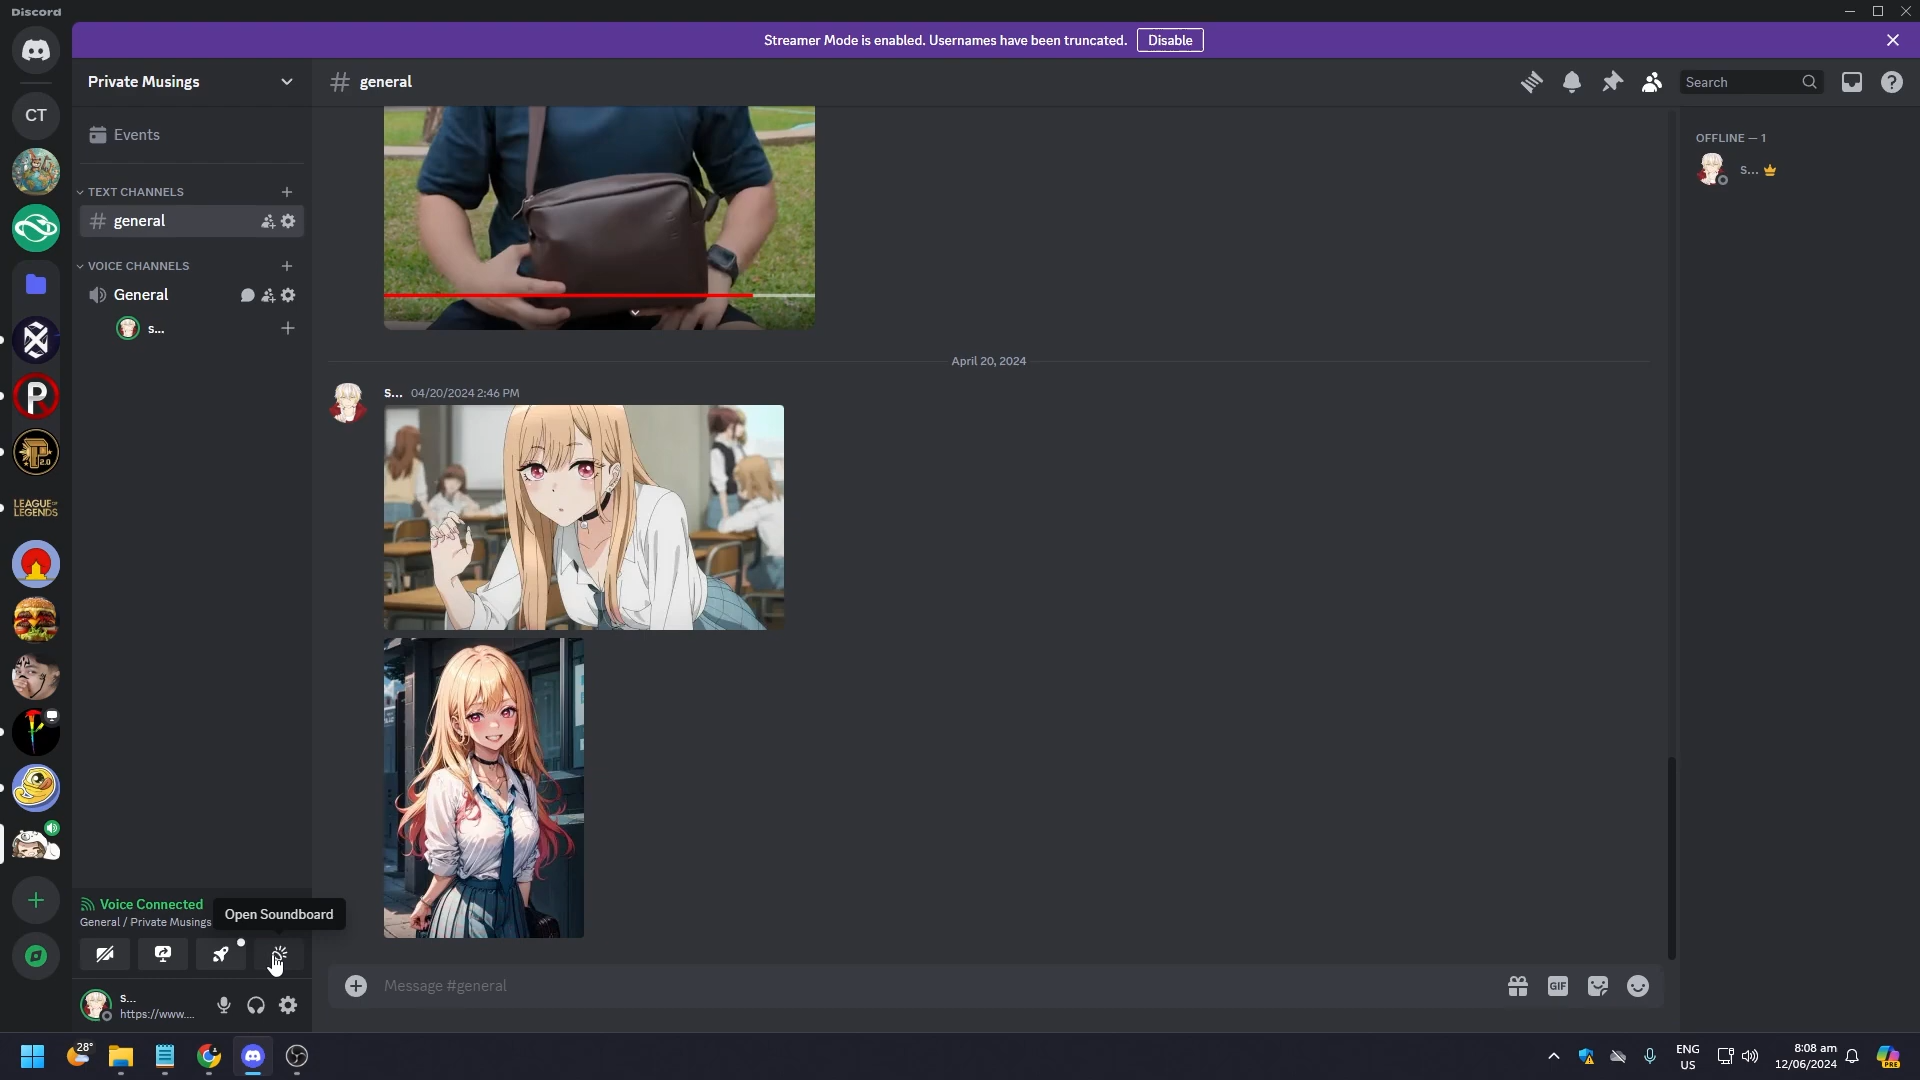 Discord
Streamer Mode is enabled. Usernames have been truncated.
Disable
Private Musings
general
Search
CT
Events
OFFLINE — 1
s...
TEXT CHANNELS
general
VOICE CHANNELS
General
s...
April 20, 2024
s... 04/20/2024 2:46 PM
P
2.0
LEAGUE OF
LEGENDS
Voice Connected
General / Private Musings
Open Soundboard
Message #general
GIF
s...
https://www....
28°
ENG
US
8:08 am
12/06/2024
PRE